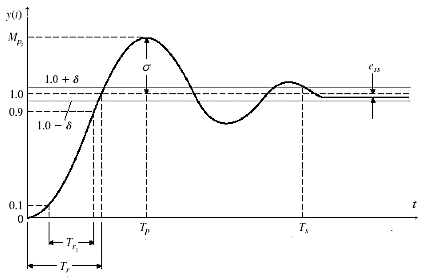 y(t)
M_{p_t}
1.0 + δ
1.0
0.9
1.0 − δ
0.1
0
σ
e_{ss}
t
T_p
T_s
T_{r_1}
T_r